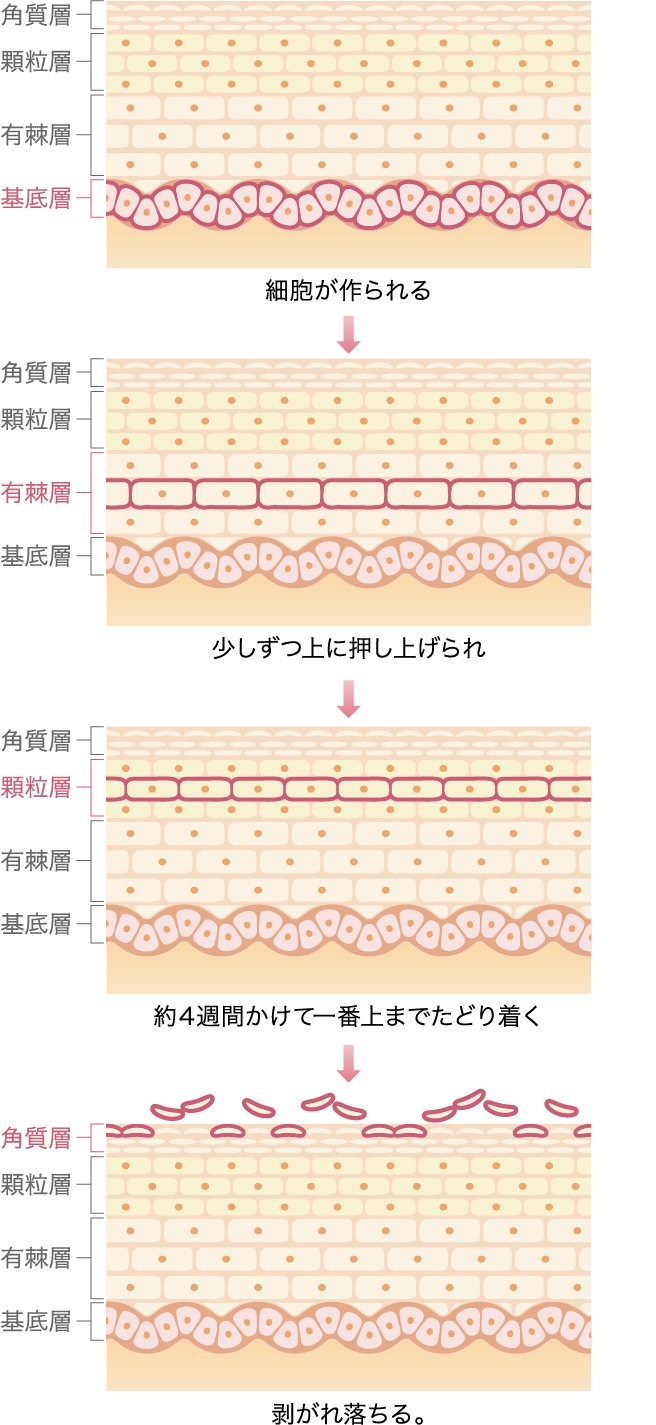 角質層
顆粒層
有棘層
基底層
細胞が作られる
角質層
顆粒層
有棘層
基底層
少しずつ上に押し上げられ
角質層
顆粒層
有棘層
基底層
約4週間かけて一番上までたどり着く
角質層
顆粒層
有棘層
基底層
剥がれ落ちる。